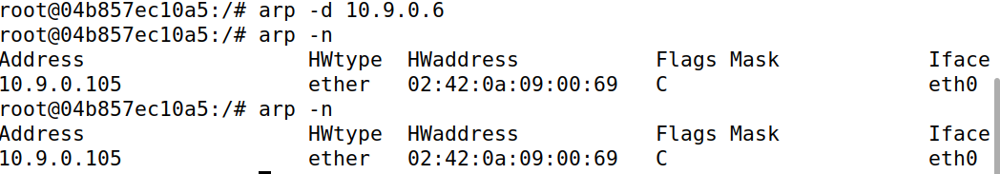 root@04b857ec10a5:/# arp -d 10.9.0.6
root@04b857ec10a5:/# arp -n
Address                  HWtype  HWaddress           Flags Mask            Iface
10.9.0.105               ether   02:42:0a:09:00:69   C                     eth0
root@04b857ec10a5:/# arp -n
Address                  HWtype  HWaddress           Flags Mask            Iface
10.9.0.105               ether   02:42:0a:09:00:69   C                     eth0